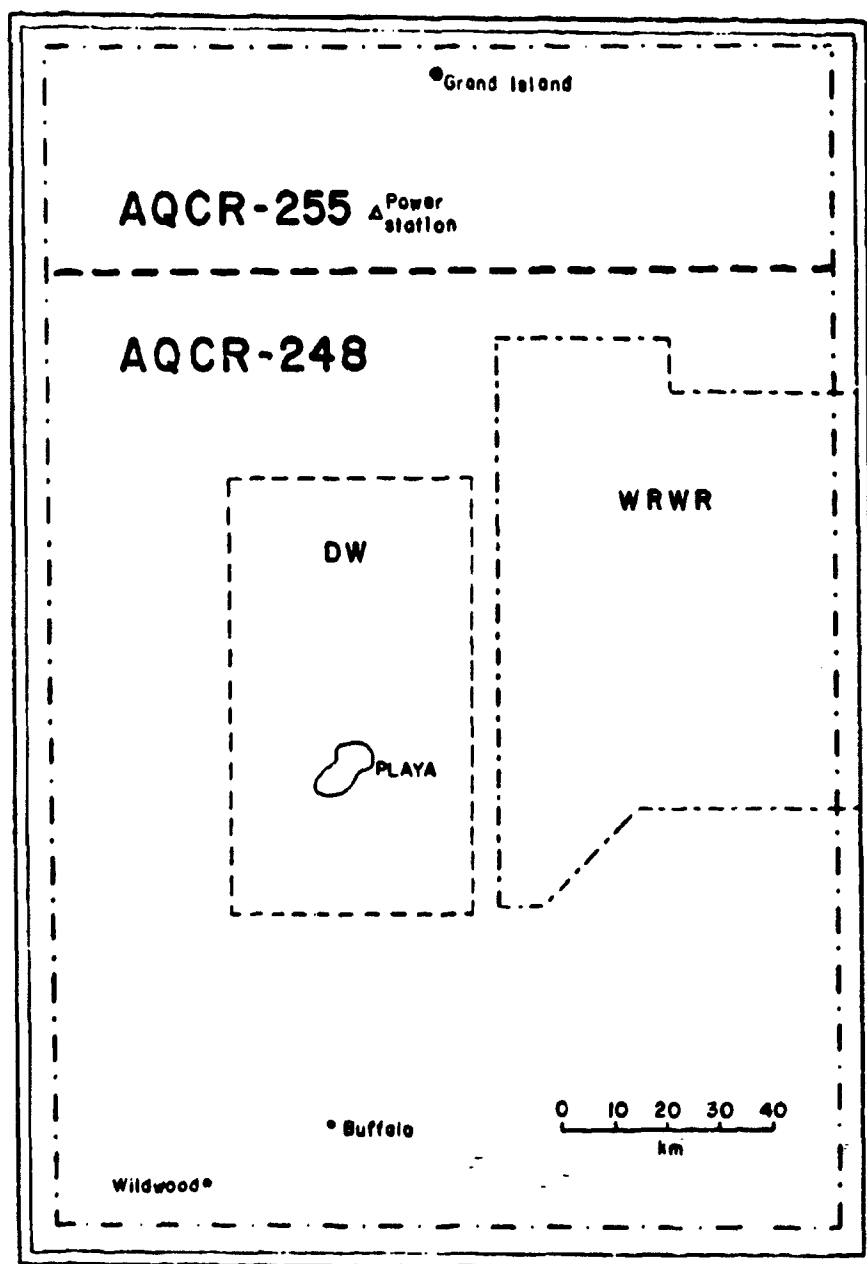 Grand Island
AQCR-255
Power
station
AQCR-248
WRWR
DW
PLAYA
0 10 20 30 40
km
Buffalo
Wildwood